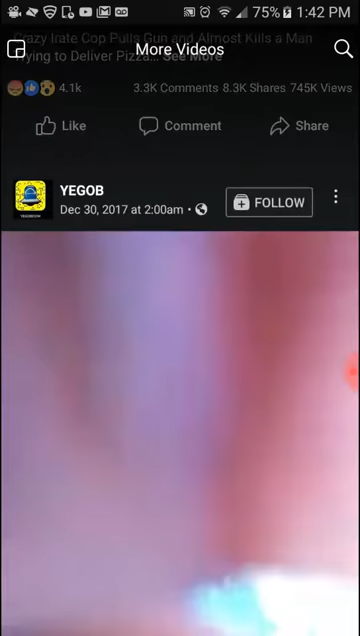 75% 1:42 PM
Crazy Irate Cop Pulls Gun and Almost Kills a Man
Trying to Deliver Pizza... See More
More Videos
4.1k 3.3K Comments 8.3K Shares 745K Views
Like Comment Share
YEGOB
Dec 30, 2017 at 2:00am •
FOLLOW